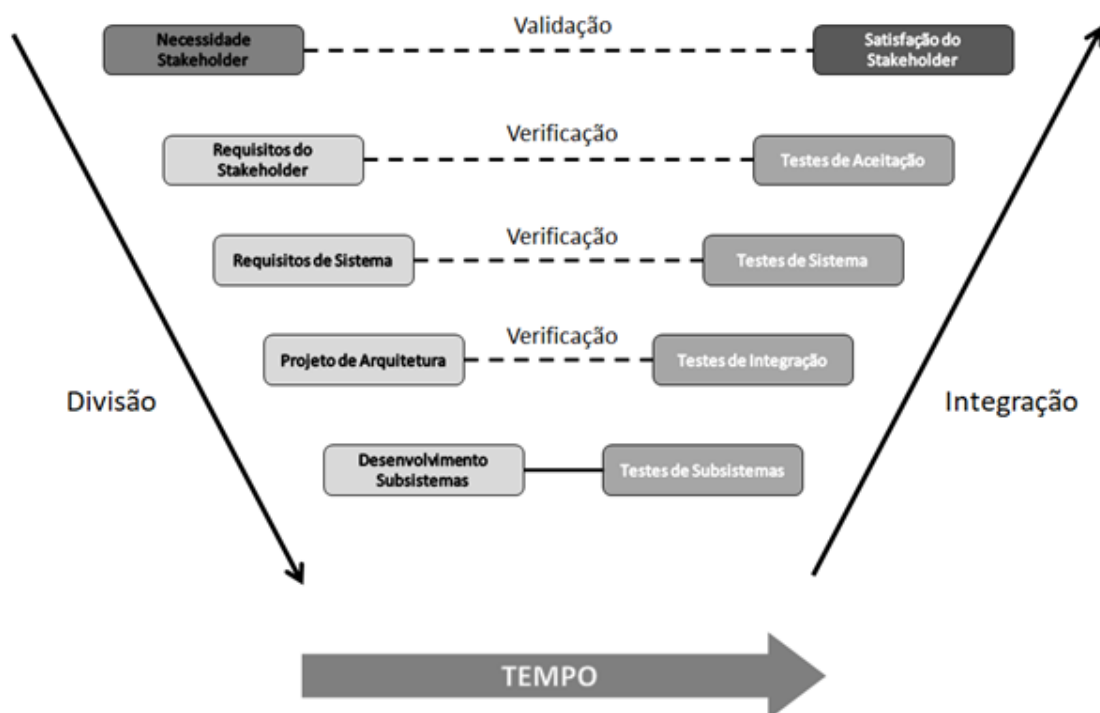 Validação
Necessidade
Stakeholder
Satisfação do
Stakeholder
Verificação
Requisitos do
Stakeholder
Testes de Aceitação
Verificação
Requisitos de Sistema
Testes de Sistema
Verificação
Projeto de Arquitetura
Testes de Integração
Divisão
Integração
Desenvolvimento
Subsistemas
Testes de Subsistemas
TEMPO